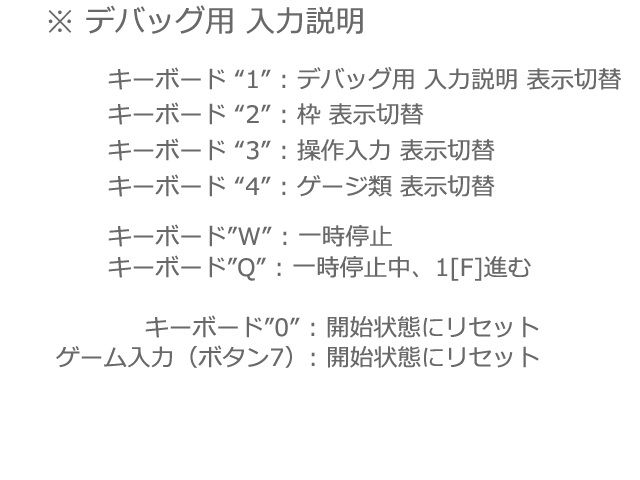 ※ デバッグ用 入力説明
キーボード “1” : デバッグ用 入力説明 表示切替
キーボード “2” : 枠 表示切替
キーボード “3” : 操作入力 表示切替
キーボード “4” : ゲージ類 表示切替
キーボード”W” : 一時停止
キーボード”Q” : 一時停止中、1[F]進む
キーボード”0” : 開始状態にリセット
ゲーム入力（ボタン7）: 開始状態にリセット